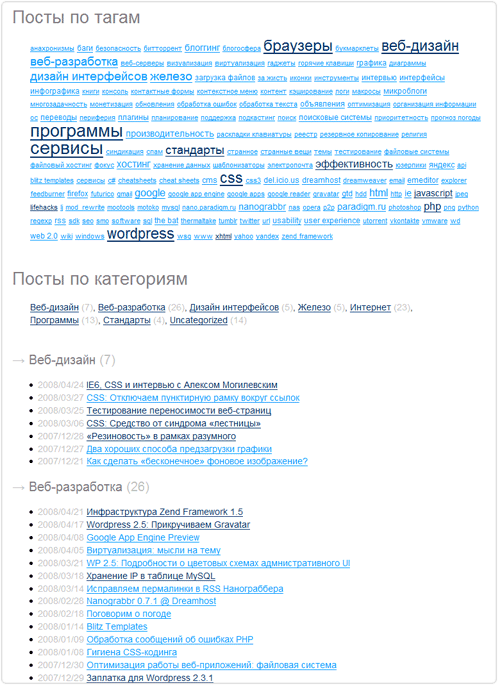 Посты по тагам
анахронизмы баги безопасность битторрент блоггинг блогосфера браузеры букмарклеты веб-дизайн
веб-разработка веб-серверы визуализация виртуализация гаджеты горячие клавиши графика диаграммы
дизайн интерфейсов железо загрузка файлов за жисть иконки инструменты интервью интерфейсы
инфографика книги консоль контактные формы контекстное меню контент кэширование логи макросы микроблоги
многозадачность монетизация обновления обработка ошибок обработка текста объявления оптимизация организация информации
ос переводы периферия плагины планирование поддержка подкастинг поиск поисковые системы приоритетность прогноз погоды
программы производительность раскладки клавиатуры реестр резервное копирование религия
сервисы синдикация спам стандарты странное странные вещи темы тестирование файловые системы
файловый хостинг фокус хостинг хранение данных шаблонизаторы электропочта эффективность юзерпики яндекс api
blitz templates сервисы c# cheatsheets cheat sheets cms css css3 del.icio.us dreamhost dreamweaver email emeditor explorer
feedburner firefox futurico gmail google google app engine google apps google reader gravatar gtd hdd html http ie javascript jpeg
lifehacks li mod_rewrite mootools motoko mysql nano.paradigm.ru nanograbbr nas opera p2p paradigm.ru photoshop php png python
regexp rss sdk seo smo software sql the bat thermaltake tumblr twitter url usability user experience utorrent vkontakte vmware wd
web 2.0 wiki windows wordpress wsg www xhtml yahoo yandex zend framework
Посты по категориям
Веб-дизайн (7), Веб-разработка (26), Дизайн интерфейсов (5), Железо (5), Интернет (23),
Программы (13), Стандарты (4), Uncategorized (14)
→ Веб-дизайн (7)
• 2008/04/24 IE6, CSS и интервью с Алексом Могилевским
• 2008/03/27 CSS: Отключаем пунктирную рамку вокруг ссылок
• 2008/03/25 Тестирование переносимости веб-страниц
• 2008/03/06 CSS: Средство от синдрома «лестницы»
• 2007/12/28 «Резиновость» в рамках разумного
• 2007/12/27 Два хороших способа предзагрузки графики
• 2007/12/21 Как сделать «бесконечное» фоновое изображение?
→ Веб-разработка (26)
• 2008/04/21 Инфраструктура Zend Framework 1.5
• 2008/04/17 Wordpress 2.5: Прикручиваем Gravatar
• 2008/04/08 Google App Engine Preview
• 2008/04/05 Виртуализация: мысли на тему
• 2008/03/21 WP 2.5: Подробности о цветовых схемах административного UI
• 2008/03/18 Хранение IP в таблице MySQL
• 2008/03/14 Исправляем пермалинки в RSS Нанограббера
• 2008/02/28 Nanograbbr 0.7.1 @ Dreamhost
• 2008/02/18 Поговорим о погоде
• 2008/01/14 Blitz Templates
• 2008/01/09 Обработка сообщений об ошибках PHP
• 2008/01/08 Гигиена CSS-кодинга
• 2007/12/30 Оптимизация работы веб-приложений: файловая система
• 2007/12/29 Заплатка для Wordpress 2.3.1